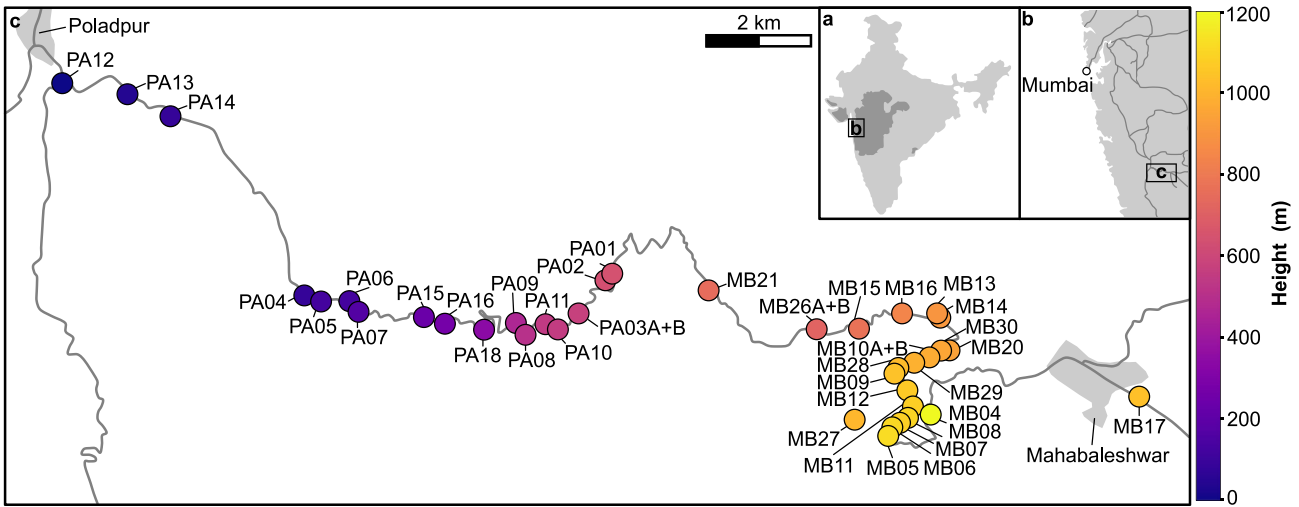 c
Poladpur
PA12
PA13
PA14
2 km
a
b
b
Mumbai
c
PA04
PA05
PA06
PA07
PA15
PA16
PA18
PA09
PA08
PA11
PA10
PA02
PA01
PA03A+B
MB21
MB26A+B
MB15
MB16
MB13
MB14
MB30
MB20
MB10A+B
MB28
MB09
MB12
MB29
MB04
MB08
MB07
MB27
MB11
MB05
MB06
Mahabaleshwar
MB17
1200
1000
800
600
400
200
0
Height (m)